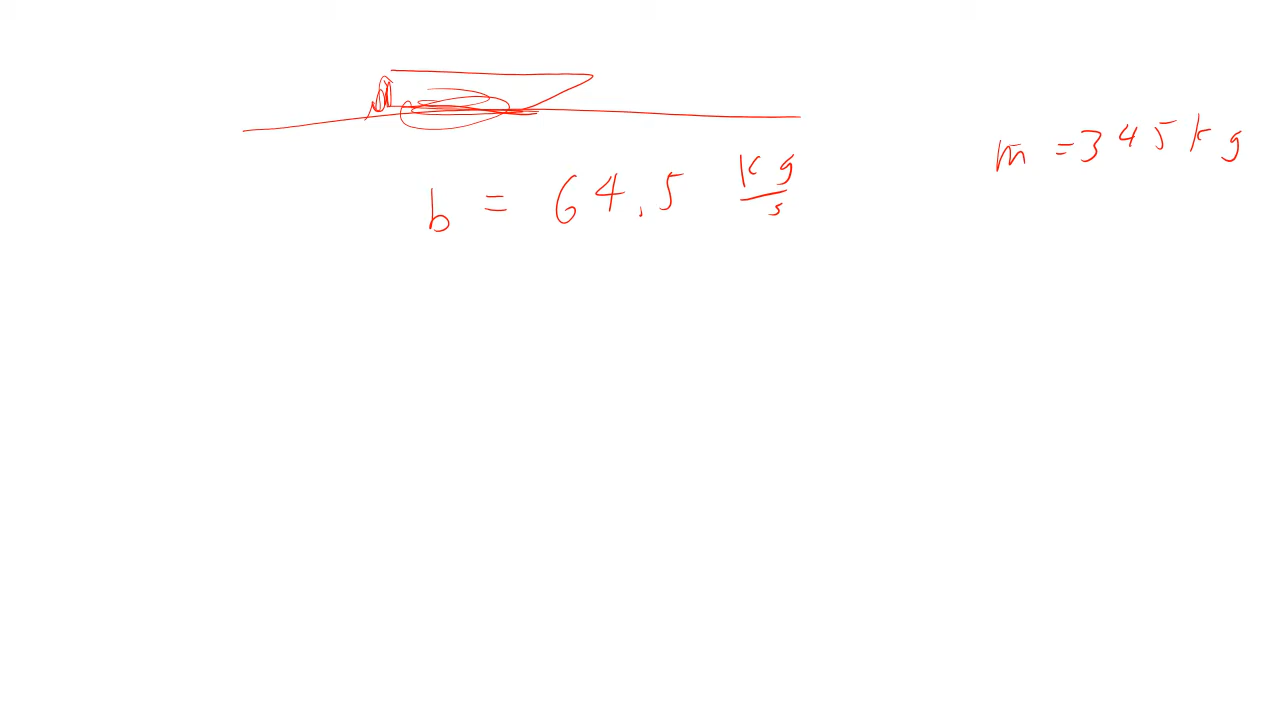 m = 345 kg
b = 64.5 kg/s